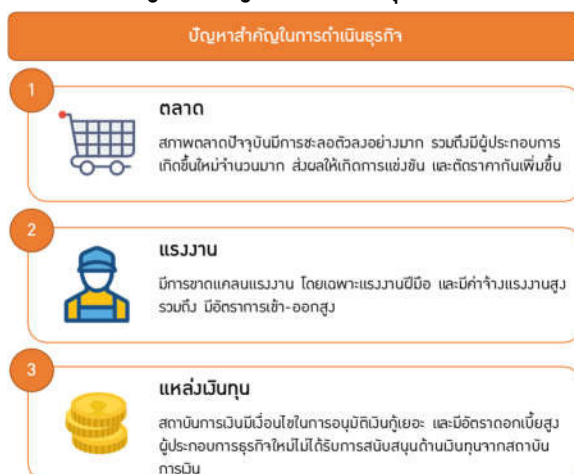 ปัญหาสำคัญในการดำเนินธุรกิจ
1
ตลาด
สภาพตลาดปัจจุบันมีการชะลอตัวลงอย่างมาก รวมถึงมีผู้ประกอบการ
เกิดขึ้นใหม่จำนวนมาก ส่งผลให้เกิดการแข่งขัน และตัดราคากันเพิ่มขึ้น
2
แรงงาน
มีการขาดแคลนแรงงาน โดยเฉพาะแรงงานฝีมือ และมีค่าจ้างแรงงานสูง
รวมถึง มีอัตราการเข้า-ออกสูง
3
แหล่งเงินทุน
สถาบันการเงินมีเงื่อนไขในการอนุมัติเงินกู้เยอะ และมีอัตราดอกเบี้ยสูง
ผู้ประกอบการธุรกิจใหม่ไม่ได้รับการสนับสนุนด้านเงินทุนจากสถาบัน
การเงิน